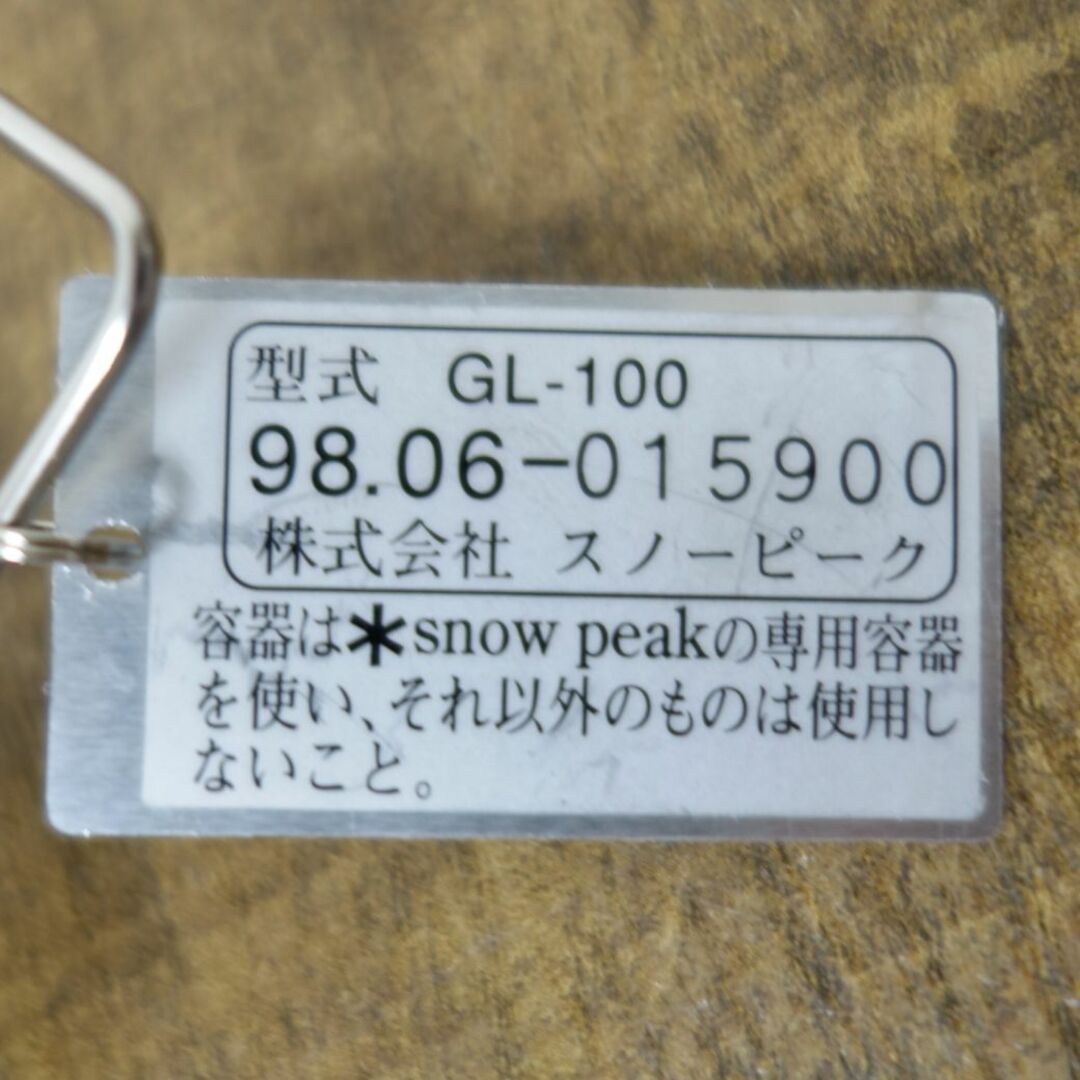 型式 GL-100
98.06-015900
株式会社 スノーピーク
容器は*snow peakの専用容器
を使い、それ以外のものは使用し
ないこと。